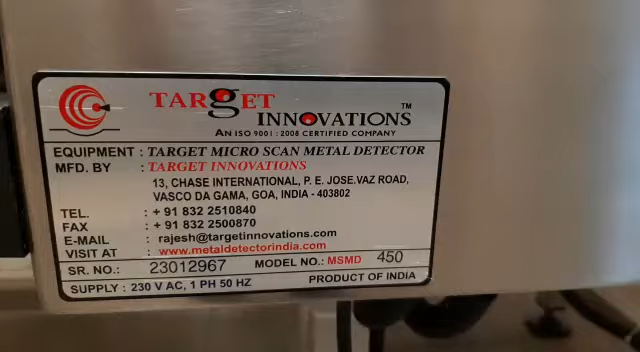 TARGET
INNOVATIONS™
AN ISO 9001 : 2008 CERTIFIED COMPANY
EQUIPMENT : TARGET MICRO SCAN METAL DETECTOR
MFD. BY : TARGET INNOVATIONS
13, CHASE INTERNATIONAL, P. E. JOSE.VAZ ROAD,
VASCO DA GAMA, GOA, INDIA - 403802
TEL. : + 91 832 2510840
FAX : + 91 832 2500870
E-MAIL : rajesh@targetinnovations.com
VISIT AT : www.metaldetectorindia.com
SR. NO.: 23012967 MODEL NO.: MSMD 450
SUPPLY : 230 V AC, 1 PH 50 HZ PRODUCT OF INDIA